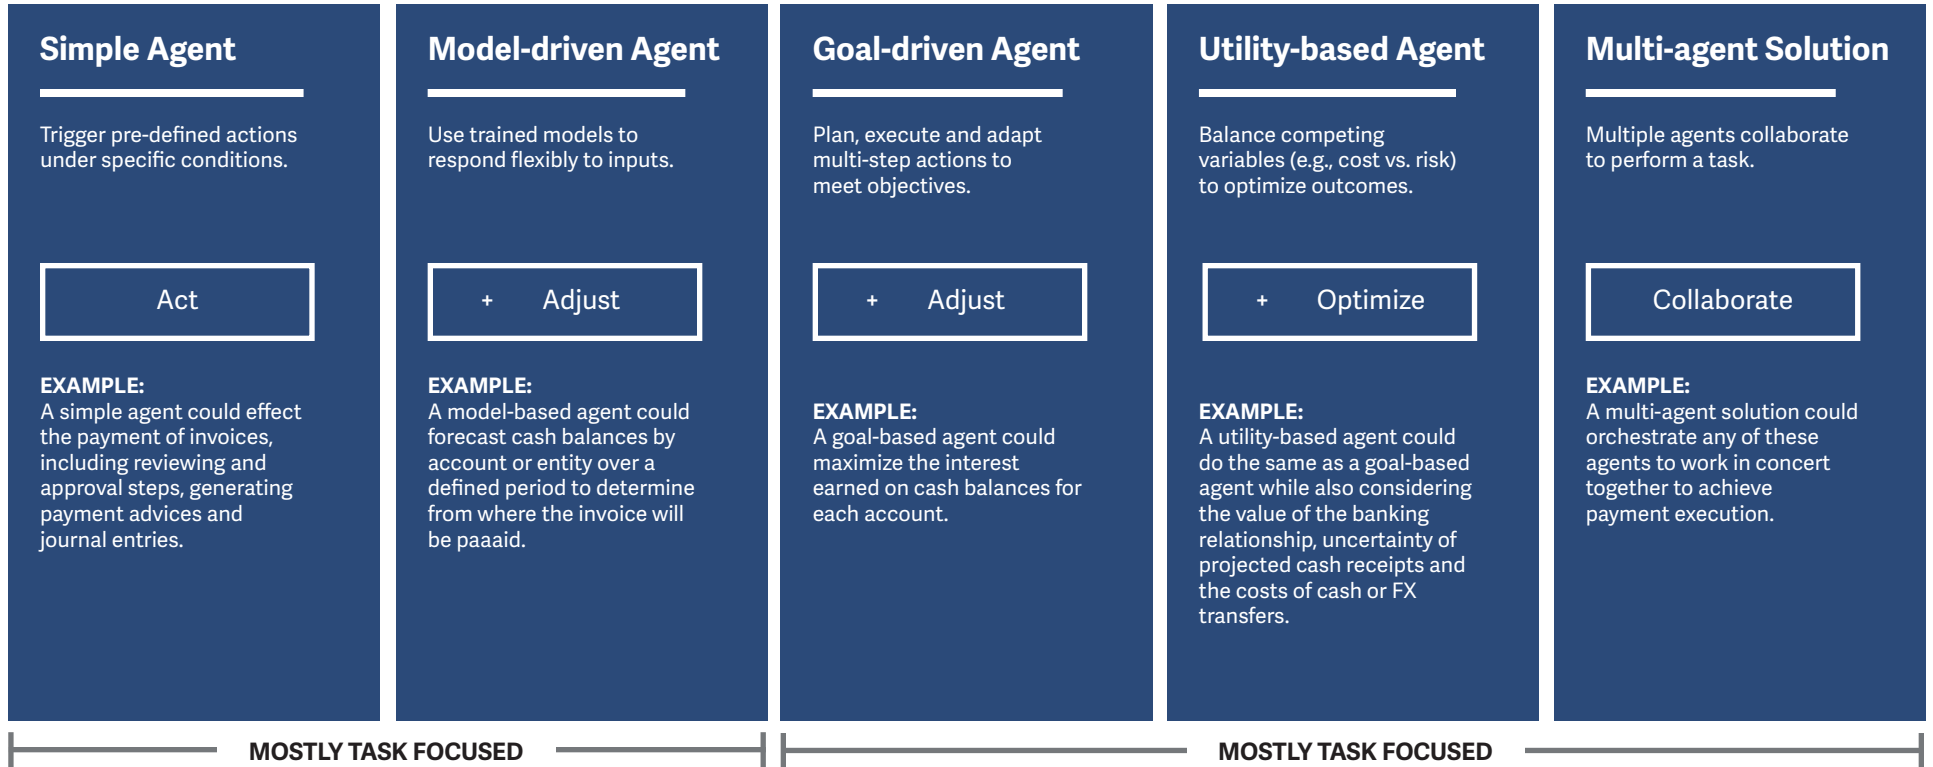 Simple Agent
Trigger pre-defined actions
under specific conditions.
Act
EXAMPLE:
A simple agent could effect
the payment of invoices,
including reviewing and
approval steps, generating
payment advices and
journal entries.
Model-driven Agent
Use trained models to
respond flexibly to inputs.
+ Adjust
EXAMPLE:
A model-based agent could
forecast cash balances by
account or entity over a
defined period to determine
from where the invoice will
be paaaid.
Goal-driven Agent
Plan, execute and adapt
multi-step actions to
meet objectives.
+ Adjust
EXAMPLE:
A goal-based agent could
maximize the interest
earned on cash balances for
each account.
Utility-based Agent
Balance competing
variables (e.g., cost vs. risk)
to optimize outcomes.
+ Optimize
EXAMPLE:
A utility-based agent could
do the same as a goal-based
agent while also considering
the value of the banking
relationship, uncertainty of
projected cash receipts and
the costs of cash or FX
transfers.
Multi-agent Solution
Multiple agents collaborate
to perform a task.
Collaborate
EXAMPLE:
A multi-agent solution could
orchestrate any of these
agents to work in concert
together to achieve
payment execution.
MOSTLY TASK FOCUSED
MOSTLY TASK FOCUSED